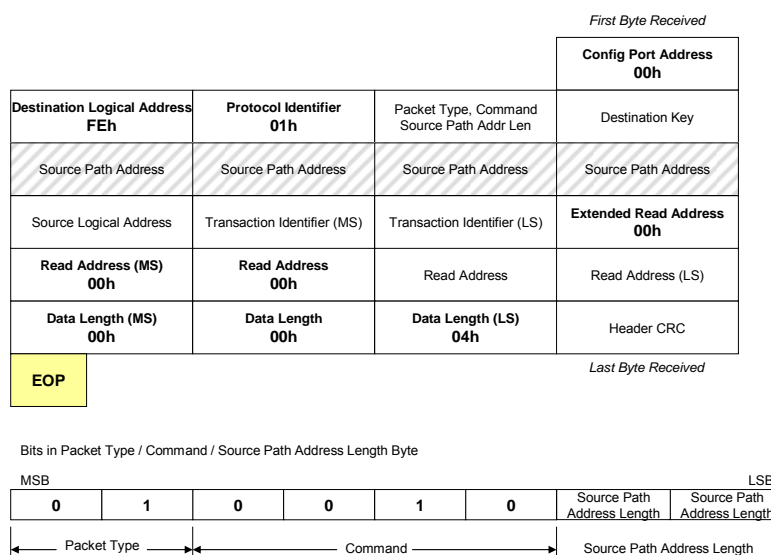 First Byte Received
Config Port Address
00h
Destination Logical Address
FEh
Protocol Identifier
01h
Packet Type, Command
Source Path Addr Len
Destination Key
Source Path Address
Source Path Address
Source Path Address
Source Path Address
Source Logical Address
Transaction Identifier (MS)
Transaction Identifier (LS)
Extended Read Address
00h
Read Address (MS)
00h
Read Address
00h
Read Address
Read Address (LS)
Data Length (MS)
00h
Data Length
00h
Data Length (LS)
04h
Header CRC
EOP
Last Byte Received
Bits in Packet Type / Command / Source Path Address Length Byte
MSB
LSB
0
1
0
0
1
0
Source Path
Address Length
Source Path
Address Length
Packet Type
Command
Source Path Address Length